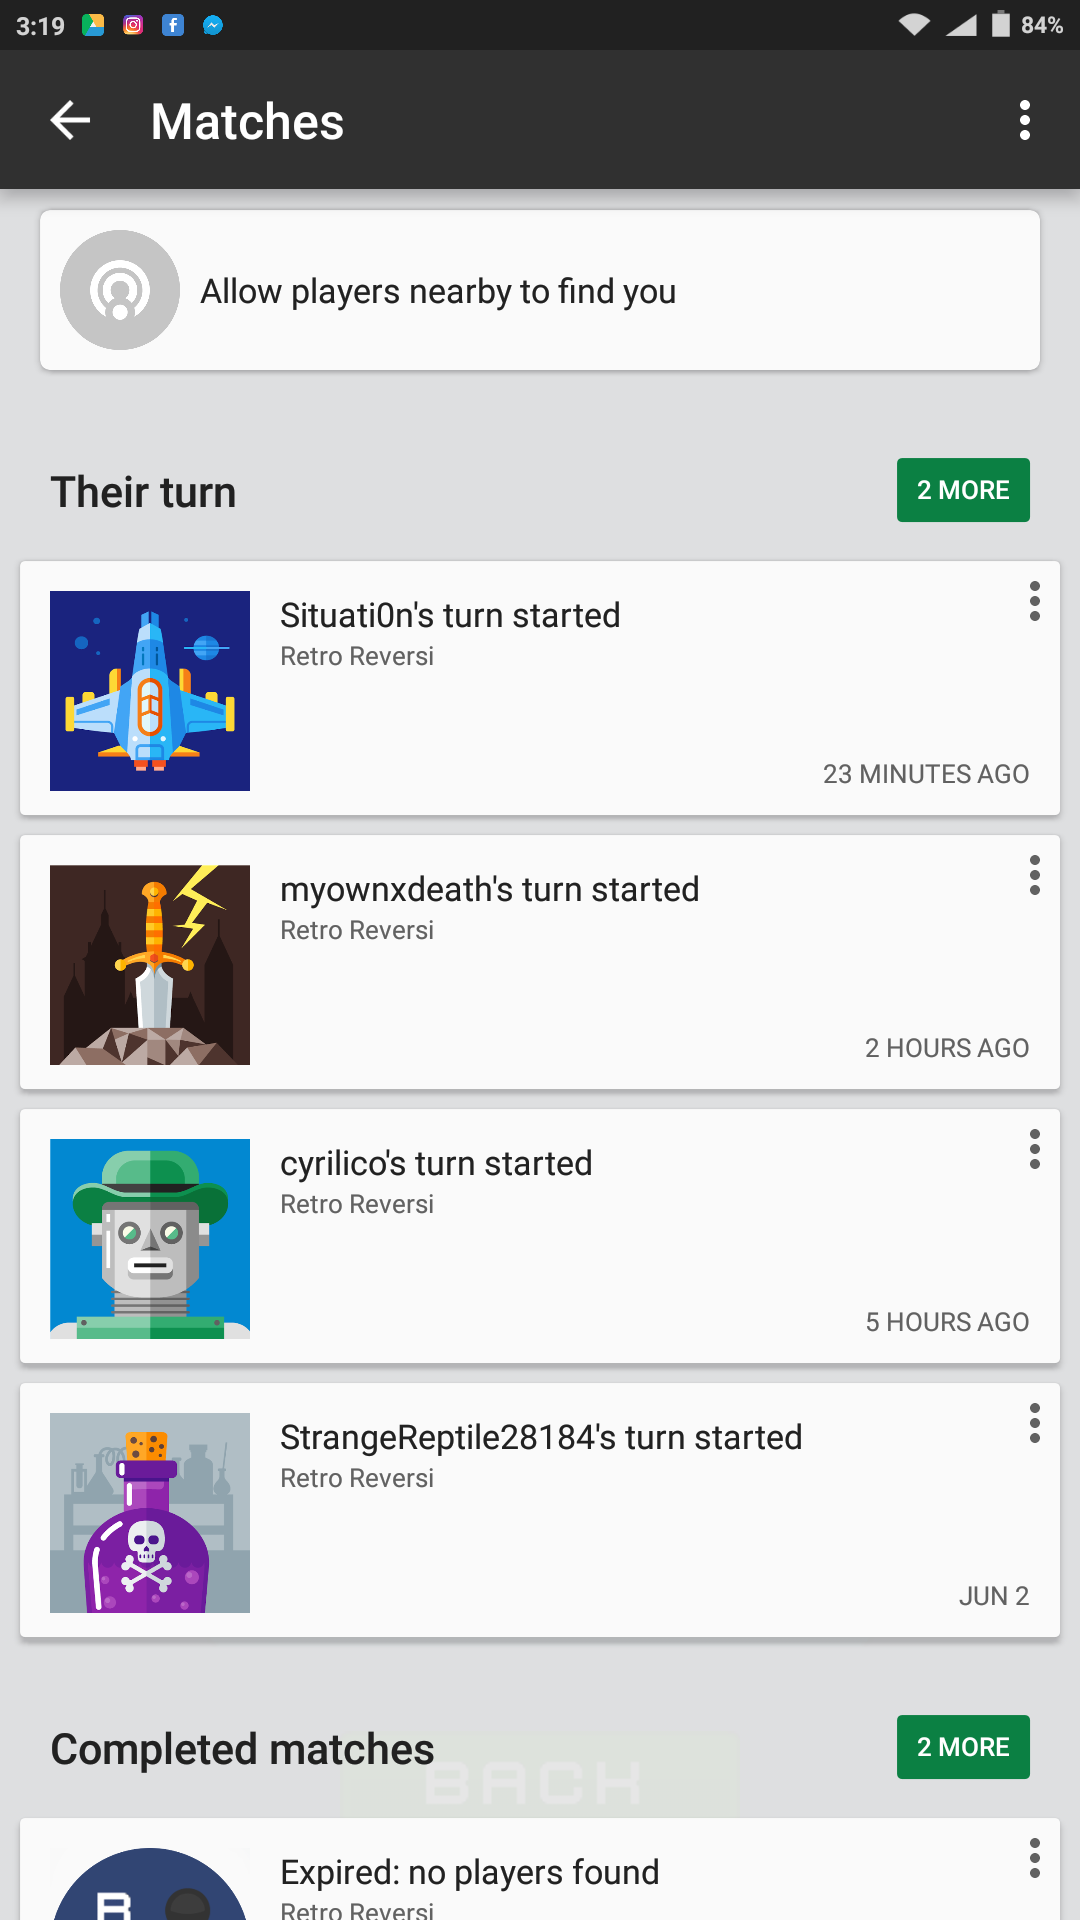 3:19
84%
Matches
Allow players nearby to find you
Their turn
2 MORE
Situati0n's turn started
Retro Reversi
23 MINUTES AGO
myownxdeath's turn started
Retro Reversi
2 HOURS AGO
cyrilico's turn started
Retro Reversi
5 HOURS AGO
StrangeReptile28184's turn started
Retro Reversi
JUN 2
Completed matches
2 MORE
BACK
Expired: no players found
Retro Reversi